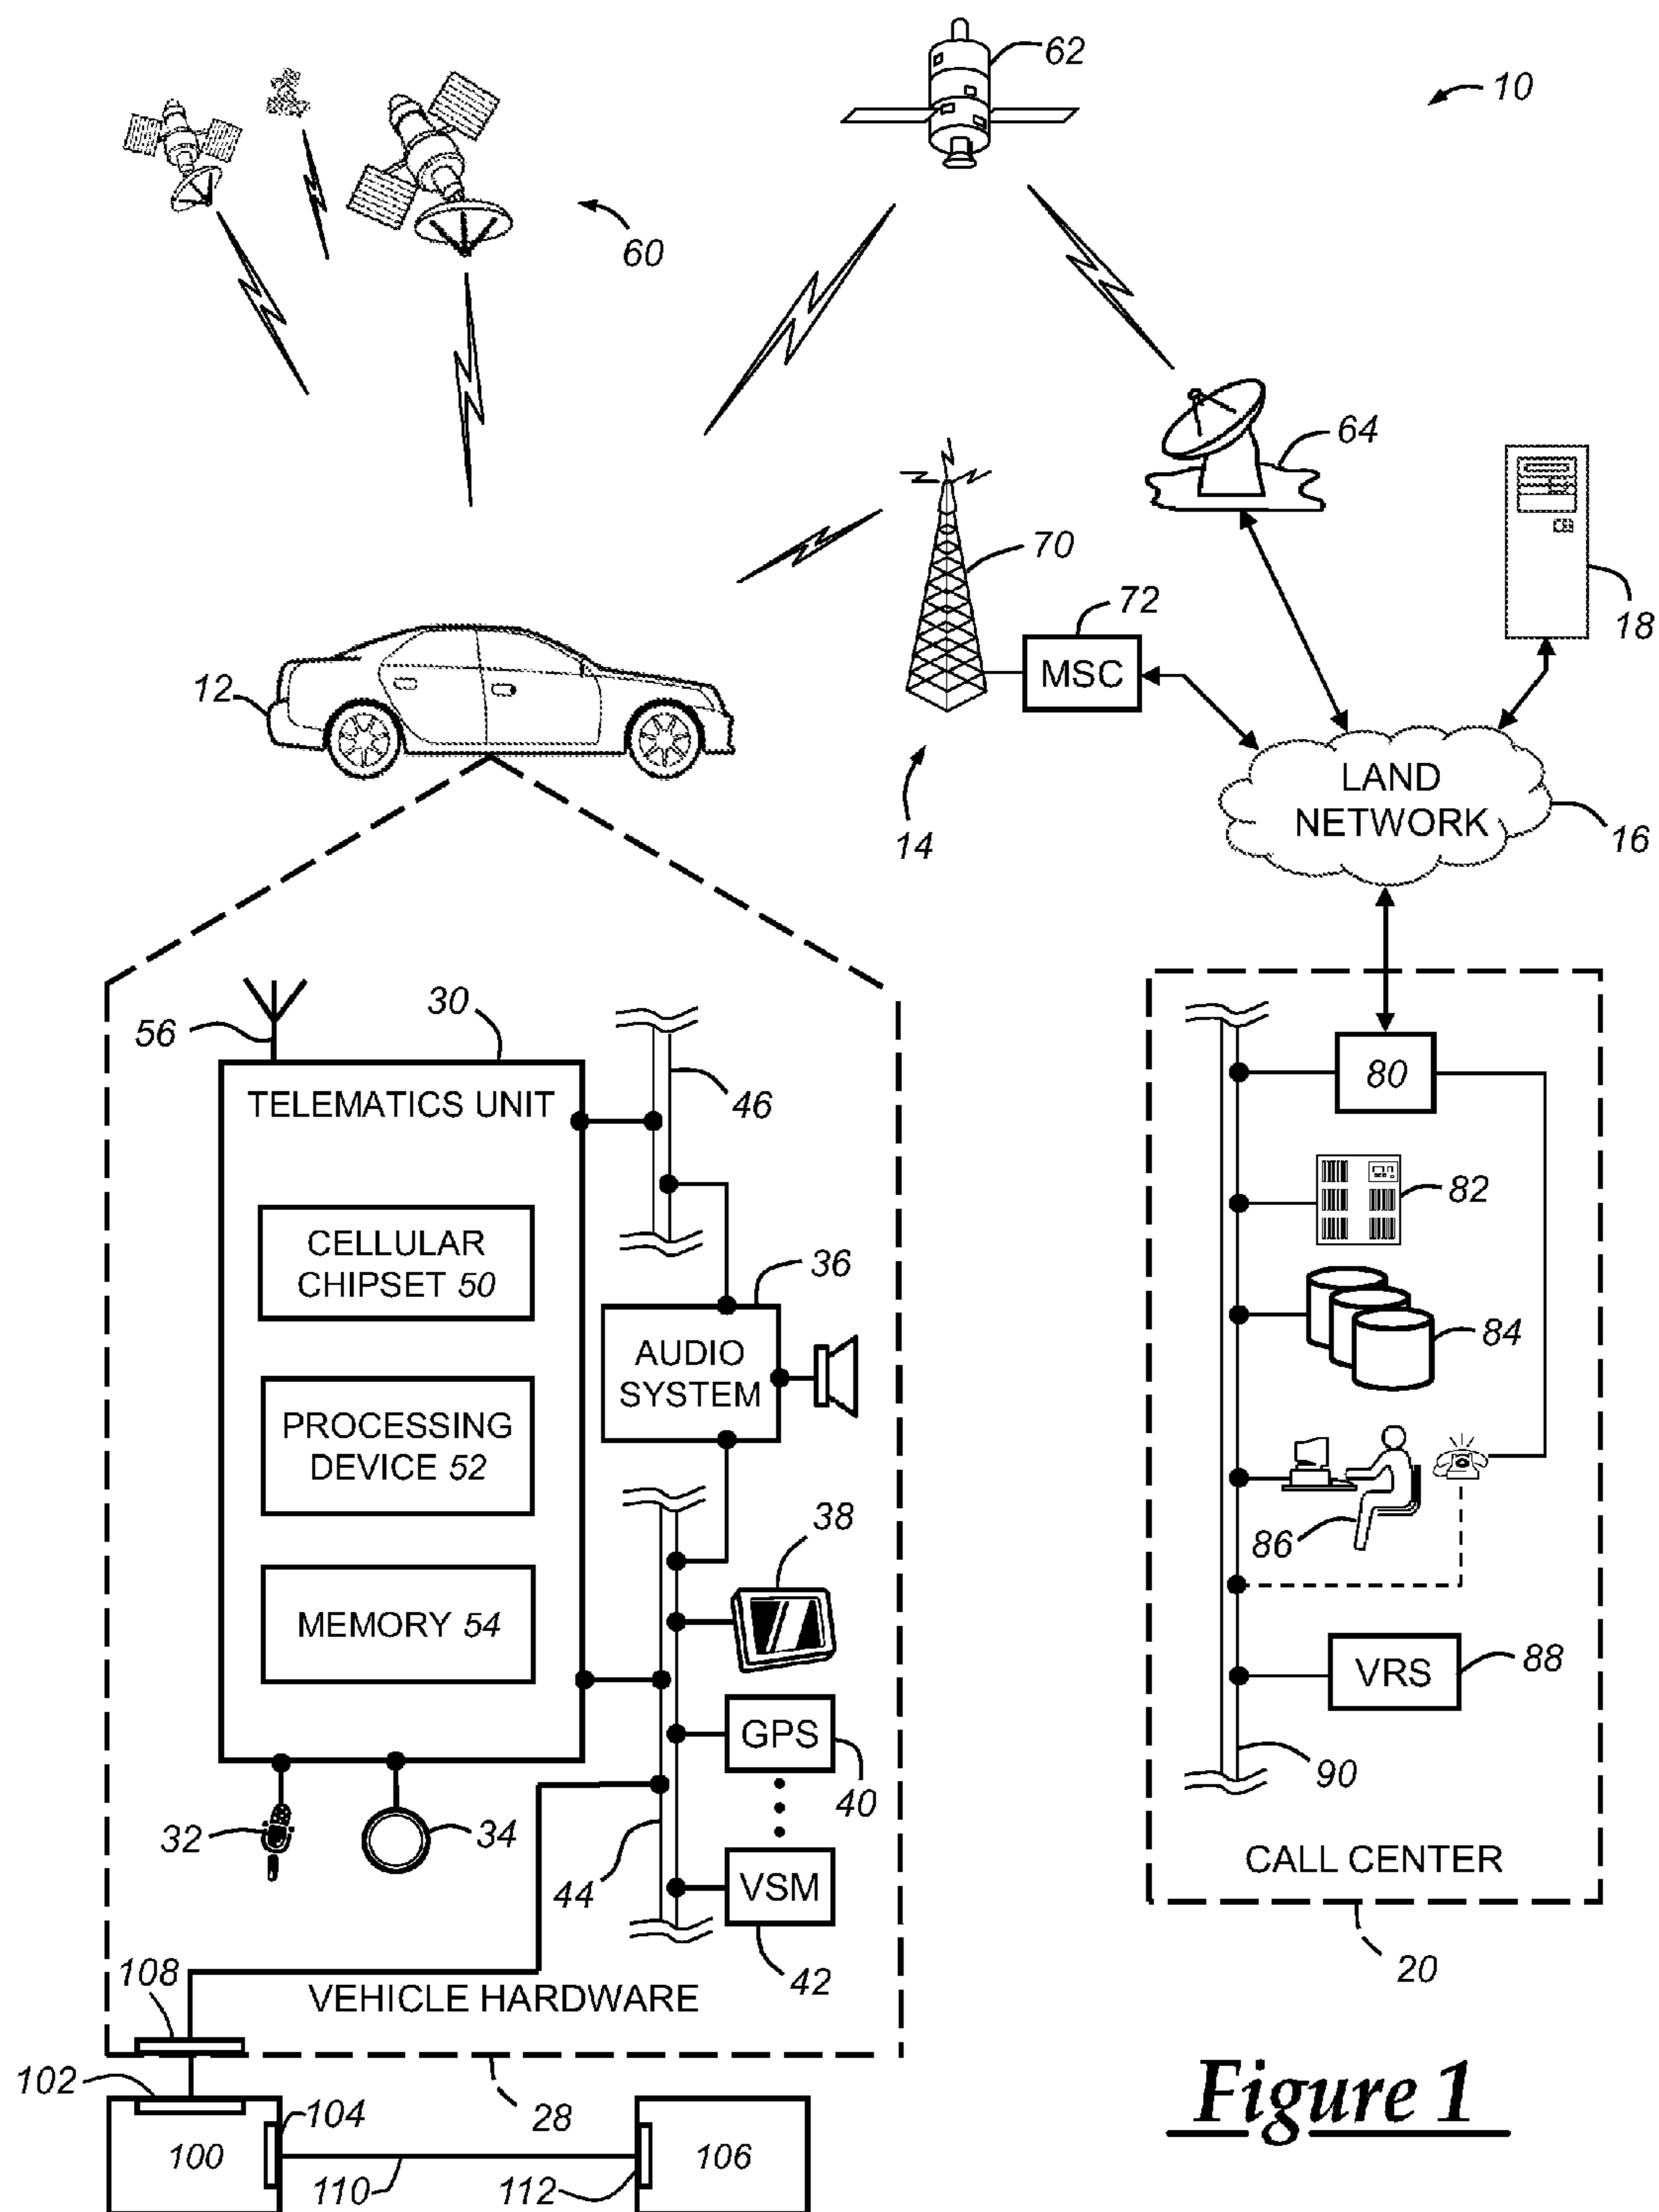 62
10
60
64
70
72
18
MSC
12
LAND
NETWORK
16
14
30
56
TELEMATICS UNIT
46
80
CELLULAR
CHIPSET 50
82
36
AUDIO
SYSTEM
84
PROCESSING
DEVICE 52
38
86
MEMORY 54
VRS
88
GPS
40
90
32
34
44
VSM
CALL CENTER
42
20
108
VEHICLE HARDWARE
102
104
28
100
106
110
112
Figure 1